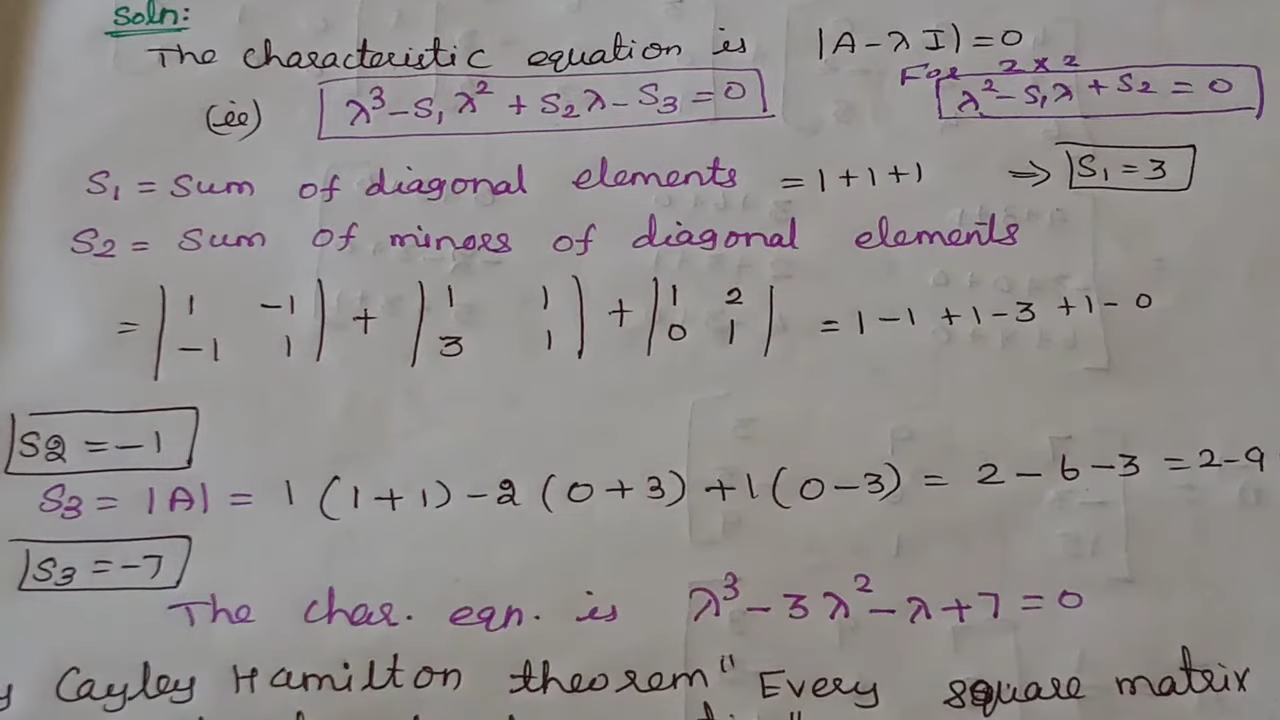 Soln:
The characteristic equation is |A-λI|=0
For 2×2
(ie) λ³-S₁λ²+S₂λ-S₃=0 λ²-S₁λ+S₂=0
S₁ = Sum of diagonal elements = 1+1+1 ⇒ S₁=3
S₂ = Sum of minors of diagonal elements
= |1 -1; -1 1| + |1 1; 3 1| + |1 2; 0 1| = 1-1+1-3+1-0
S2 = -1
S₃ = |A| = 1(1+1)-2(0+3)+1(0-3) = 2-6-3 = 2-9
S₃=-7
The char. eqn. is λ³-3λ²-λ+7=0
Cayley Hamilton theorem "Every square matrix